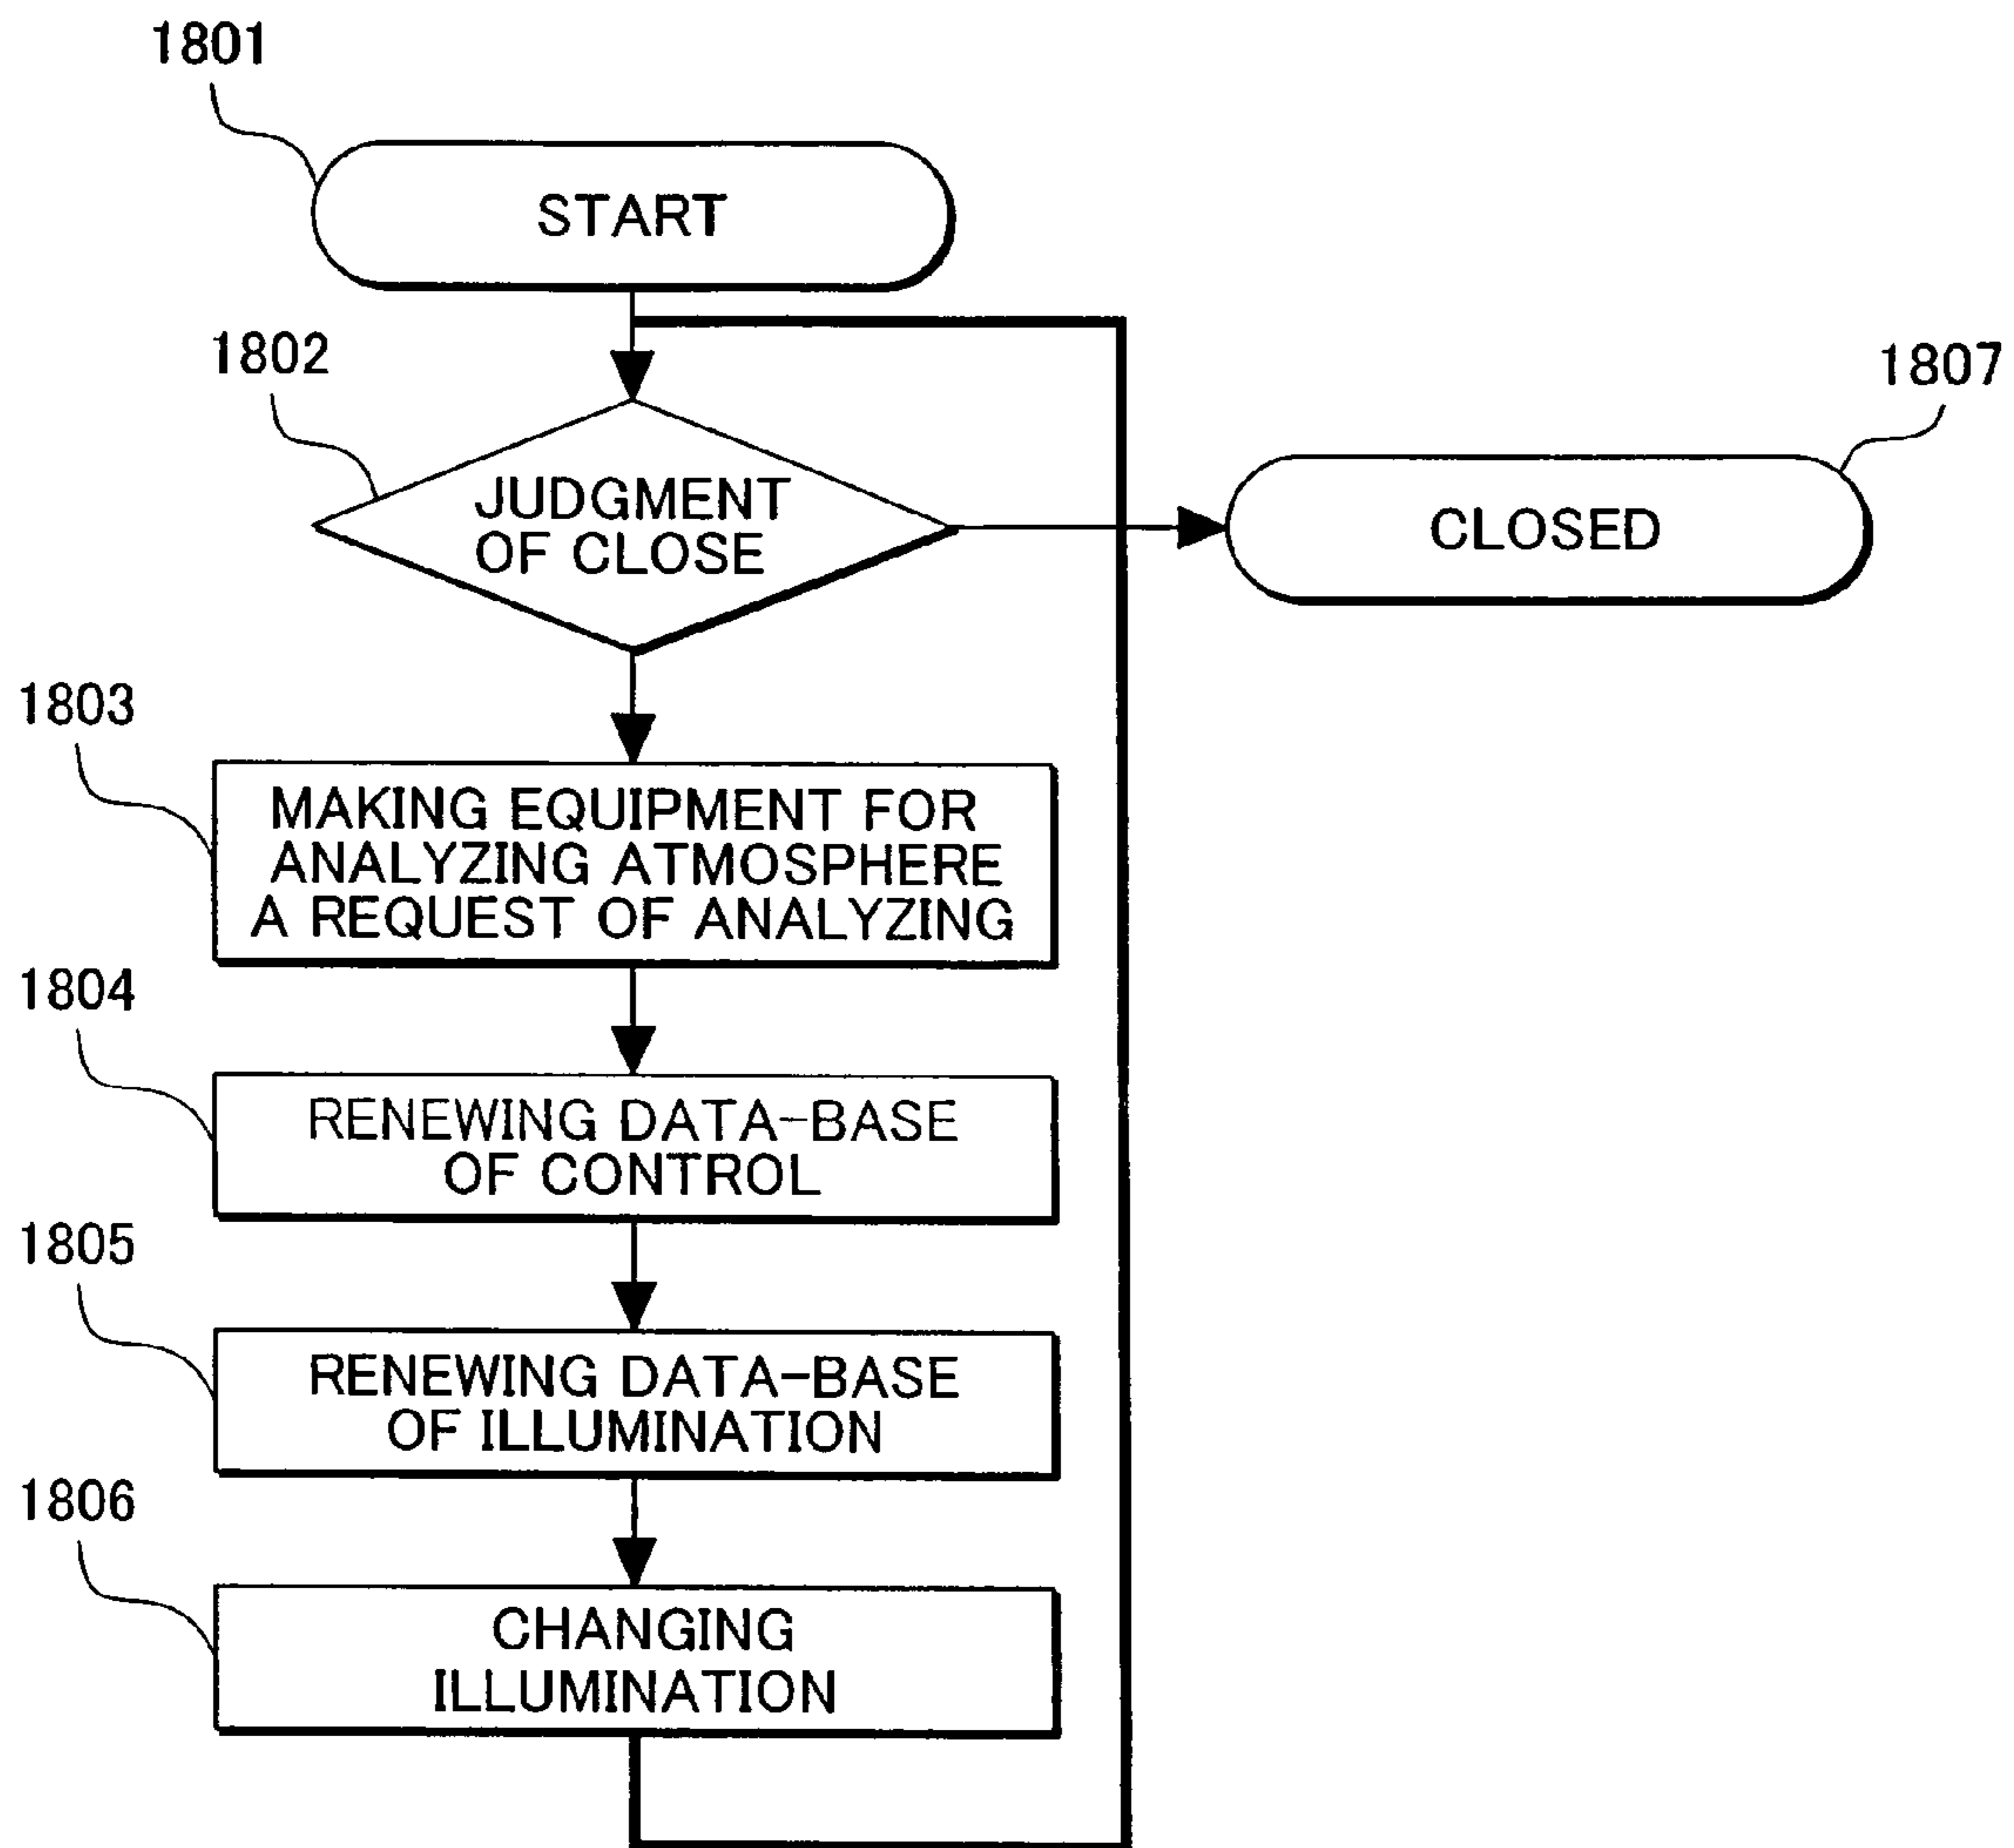 1801
START
1802
JUDGMENT
OF CLOSE
1807
CLOSED
1803
MAKING EQUIPMENT FOR
ANALYZING ATMOSPHERE
A REQUEST OF ANALYZING
1804
RENEWING DATA-BASE
OF CONTROL
1805
RENEWING DATA-BASE
OF ILLUMINATION
1806
CHANGING
ILLUMINATION